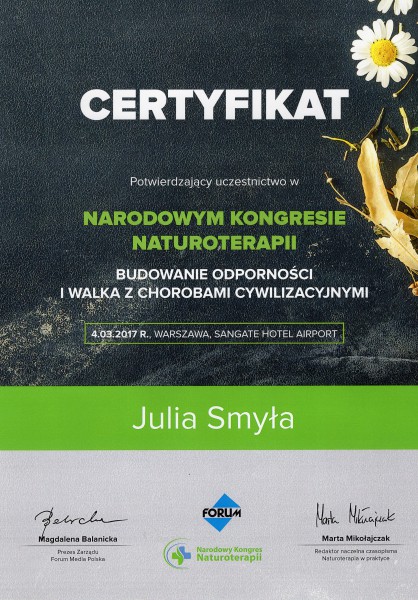 CERTYFIKAT
Potwierdzający uczestnictwo w
NARODOWYM KONGRESIE
NATUROTERAPII
BUDOWANIE ODPORNOŚCI
I WALKA Z CHOROBAMI CYWILIZACYJNYMI
4.03.2017 R., WARSZAWA, SANGATE HOTEL AIRPORT
Julia Smyła
FORUM
Marta Mikołajczak
Magdalena Balanicka
Prezes Zarządu
Forum Media Polska
Narodowy Kongres
Naturoterapii
Marta Mikołajczak
Redaktor naczelna czasopisma
Naturoterapia w praktyce